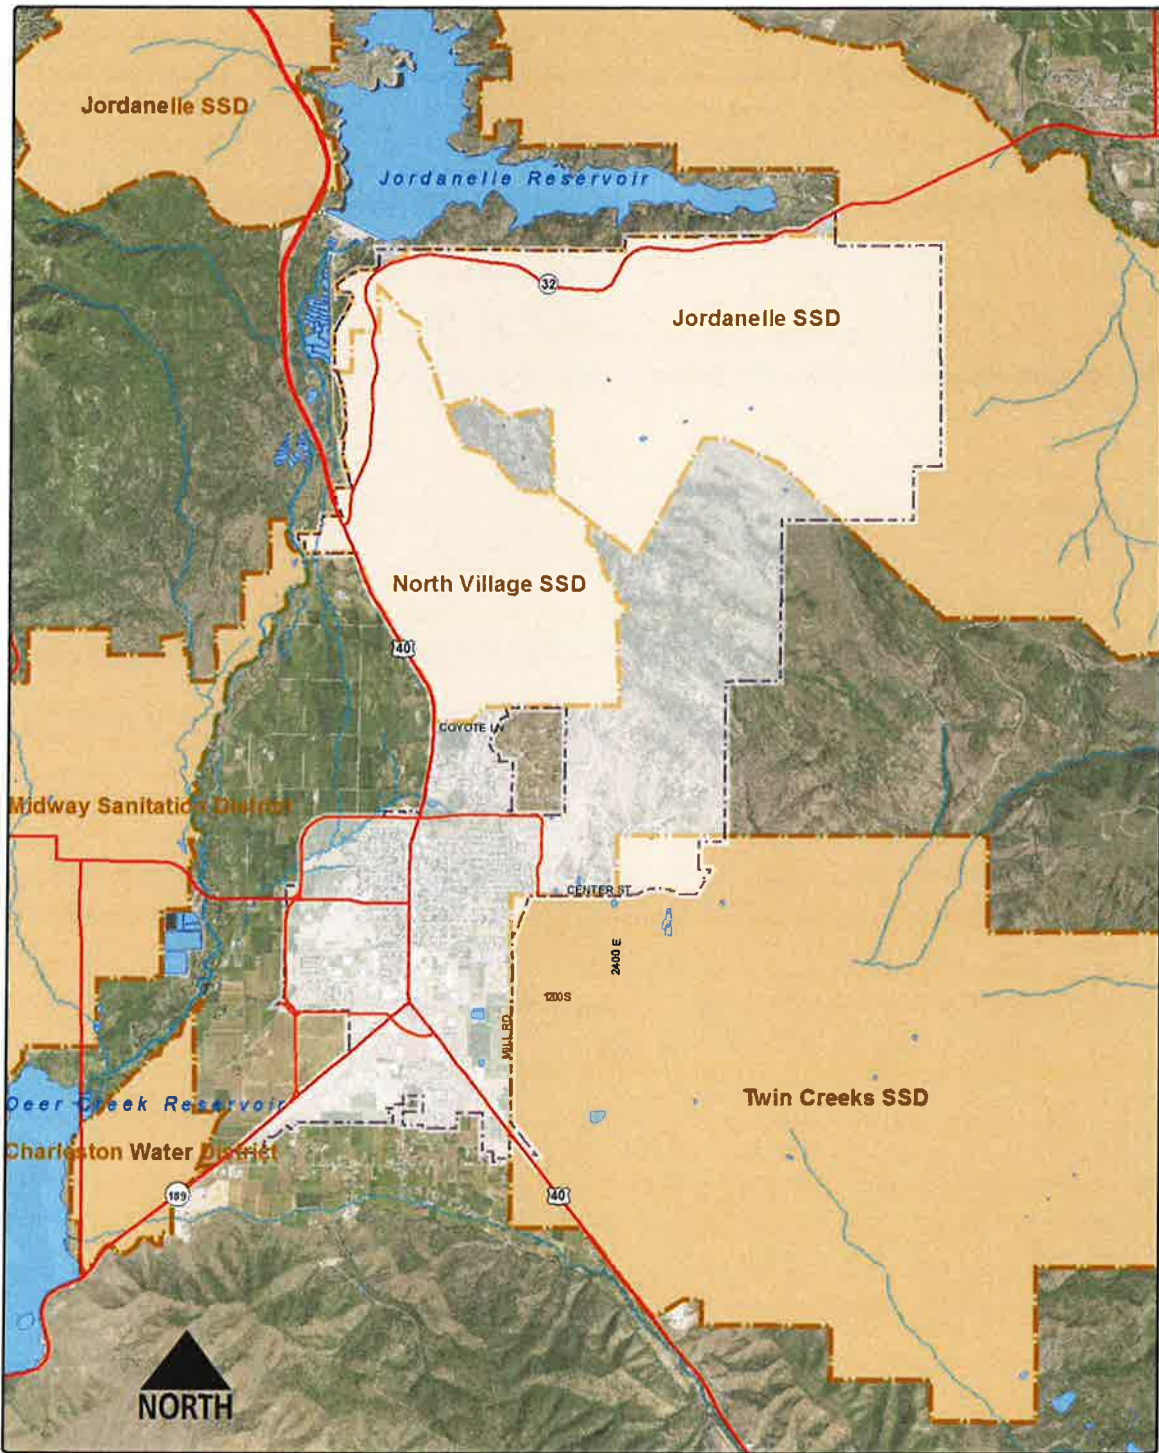 Jordanelle SSD
Jordanelle Reservoir
32
Jordanelle SSD
North Village SSD
40
COYOTE LN
Midway Sanitation District
CENTER ST
2400 E
1200 S
MILL RD
Deer Creek Reservoir
Twin Creeks SSD
Charleston Water District
189
40
NORTH